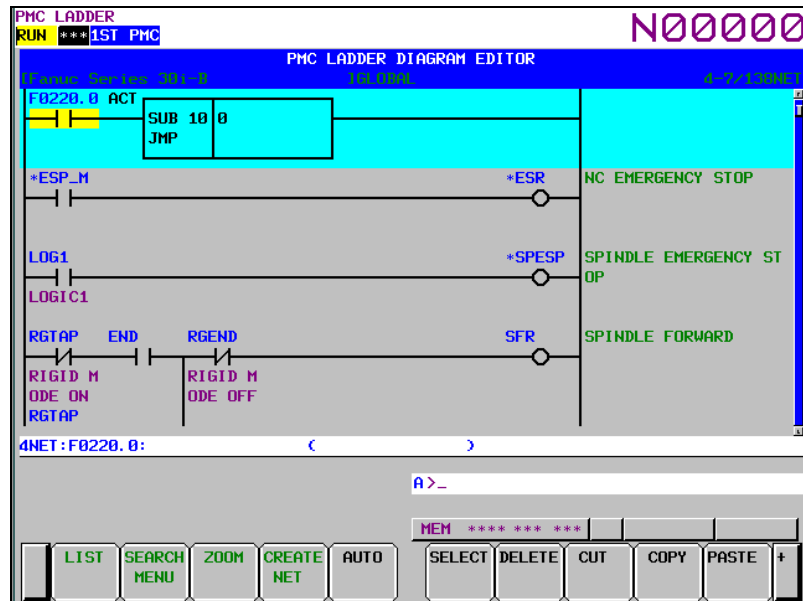 PMC LADDER
RUN ***1ST PMC
N00000
PMC LADDER DIAGRAM EDITOR
[Fanuc Series 30i-B ]GLOBAL 4-7/138NET
F0220.0 ACT
SUB 10 0
JMP
*ESP_M *ESR NC EMERGENCY STOP
LOG1 *SPESP SPINDLE EMERGENCY ST
OP
LOGIC1
RGTAP END RGEND SFR SPINDLE FORWARD
RIGID M RIGID M
ODE ON ODE OFF
RGTAP
4NET:F0220.0: ( )
A>_
MEM **** *** ***
LIST SEARCH MENU ZOOM CREATE NET AUTO SELECT DELETE CUT COPY PASTE +